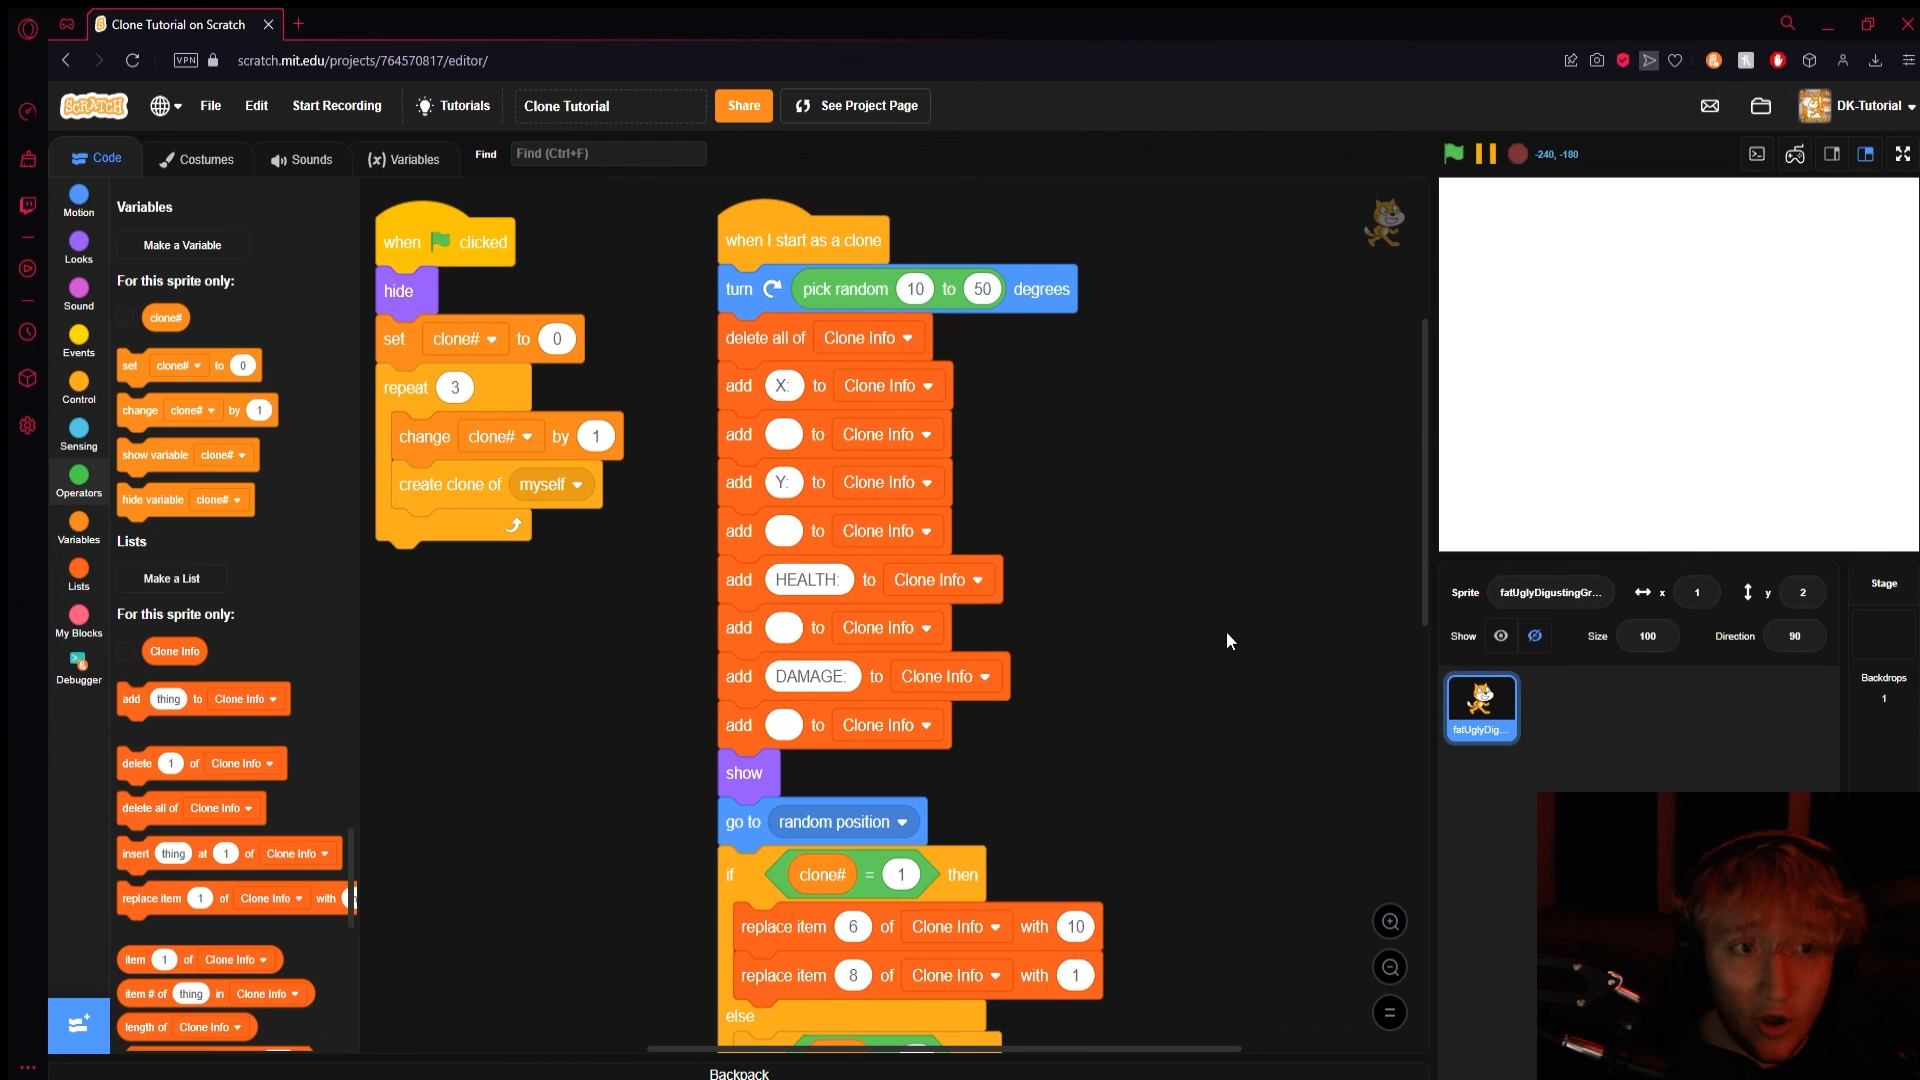 Clone Tutorial on Scratch
VPN
scratch.mit.edu/projects/764570817/editor/
SCRATCH
File
Edit
Start Recording
Tutorials
Clone Tutorial
Share
See Project Page
DK-Tutorial
Code
Costumes
Sounds
(x) Variables
Find
Find (Ctrl+F)
-240, -180
Motion
Looks
Sound
Events
Control
Sensing
Operators
Variables
Lists
My Blocks
Debugger
Variables
Make a Variable
For this sprite only:
clone#
set clone# to 0
change clone# by 1
show variable clone#
hide variable clone#
Lists
Make a List
For this sprite only:
Clone Info
add thing to Clone Info
delete 1 of Clone Info
delete all of Clone Info
insert thing at 1 of Clone Info
replace item 1 of Clone Info with
item 1 of Clone Info
item # of thing in Clone Info
length of Clone Info
when clicked
hide
set clone# to 0
repeat 3
change clone# by 1
create clone of myself
when I start as a clone
turn pick random 10 to 50 degrees
delete all of Clone Info
add X: to Clone Info
add to Clone Info
add Y: to Clone Info
add to Clone Info
add HEALTH: to Clone Info
add to Clone Info
add DAMAGE: to Clone Info
add to Clone Info
show
go to random position
if clone# = 1 then
replace item 6 of Clone Info with 10
replace item 8 of Clone Info with 1
else
Backpack
Sprite fatUglyDigustingGr... x 1 y 2
Show Size 100 Direction 90
fatUglyDig...
Stage
Backdrops
1